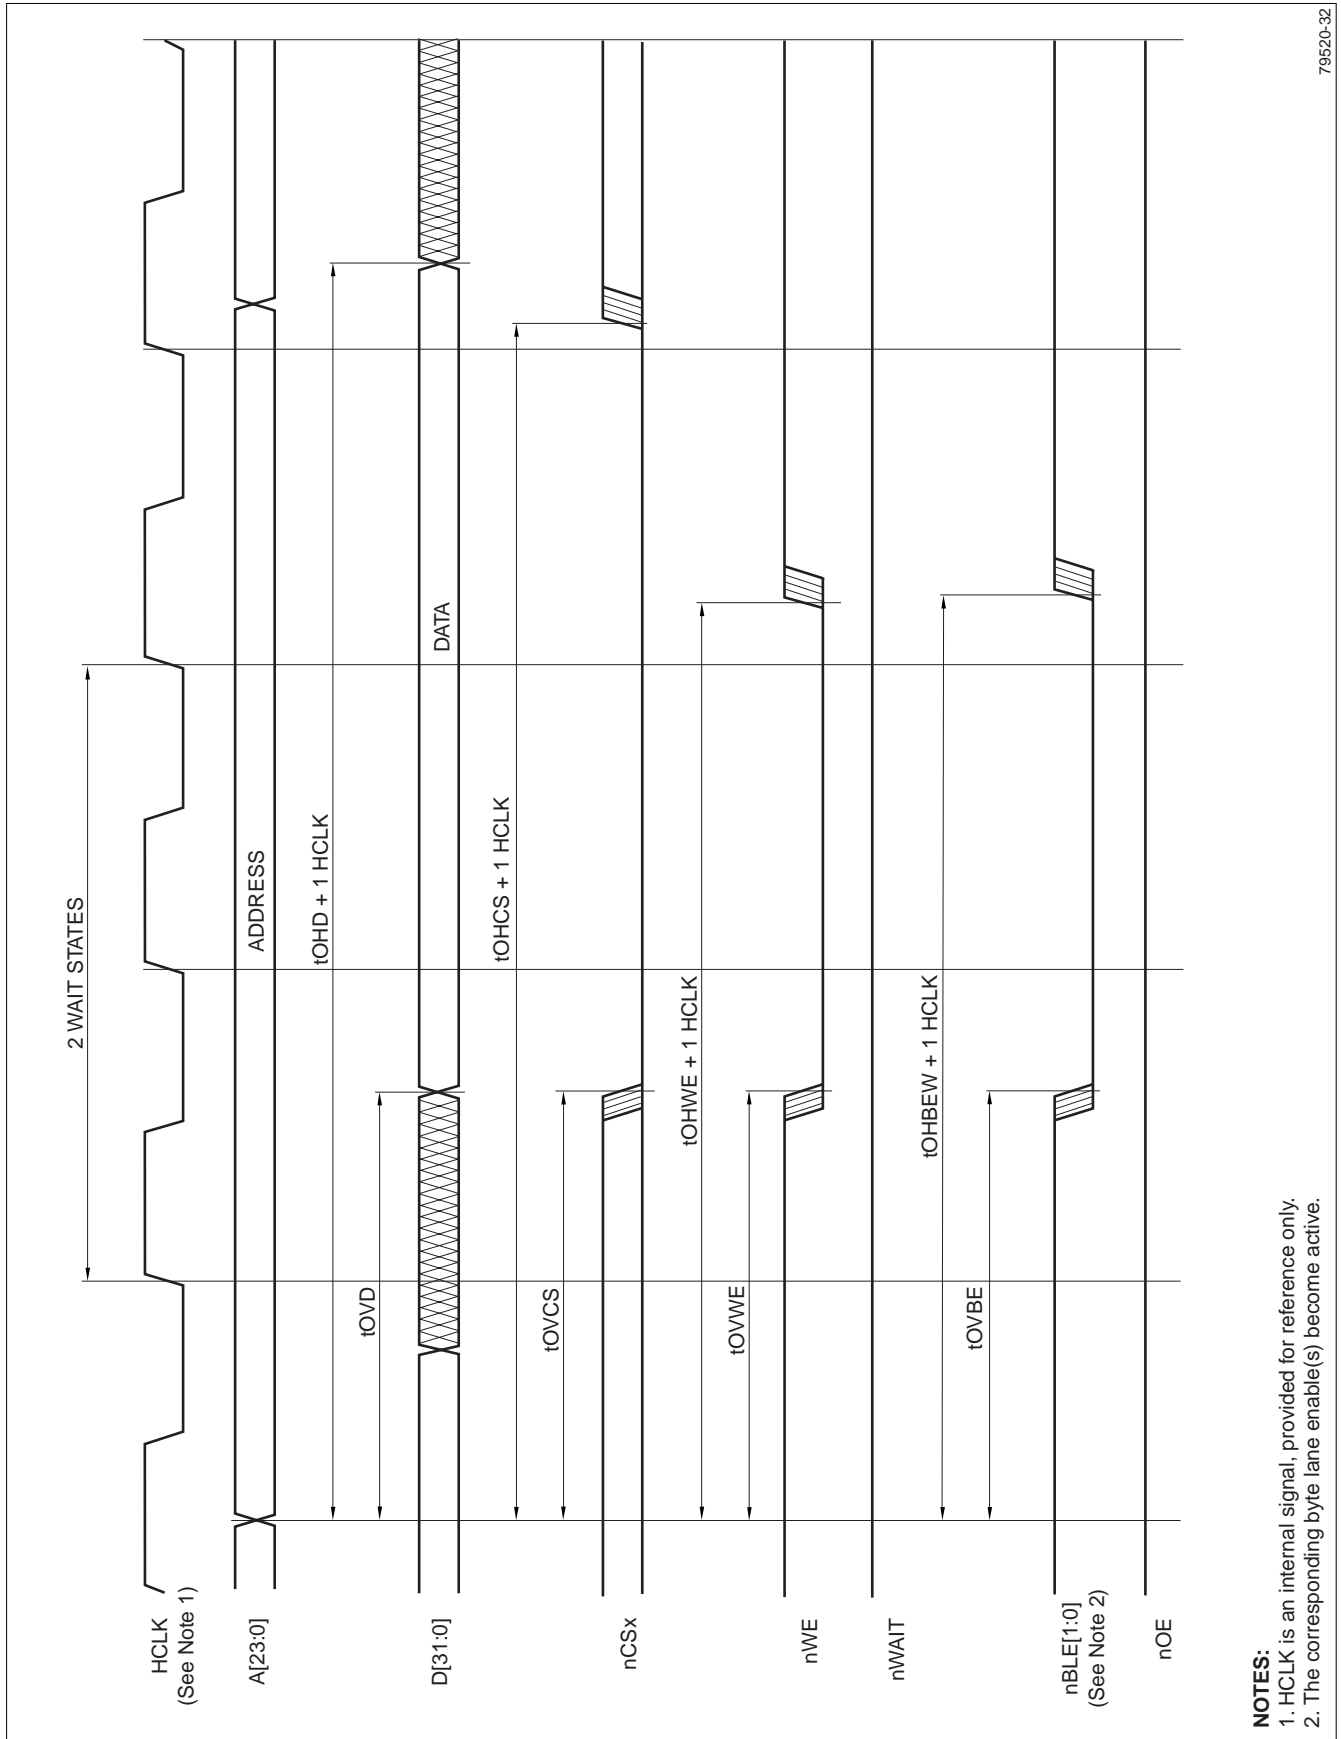 2 WAIT STATES
HCLK
(See Note 1)
A[23:0]
ADDRESS
tOHD + 1 HCLK
tOVD
D[31:0]
DATA
tOHCS + 1 HCLK
tOVCS
nCSx
tOHWE + 1 HCLK
tOVWE
nWE
nWAIT
tOHBEW + 1 HCLK
tOVBE
nBLE[1:0]
(See Note 2)
nOE
NOTES:
1. HCLK is an internal signal, provided for reference only.
2. The corresponding byte lane enable(s) become active.
79520-32